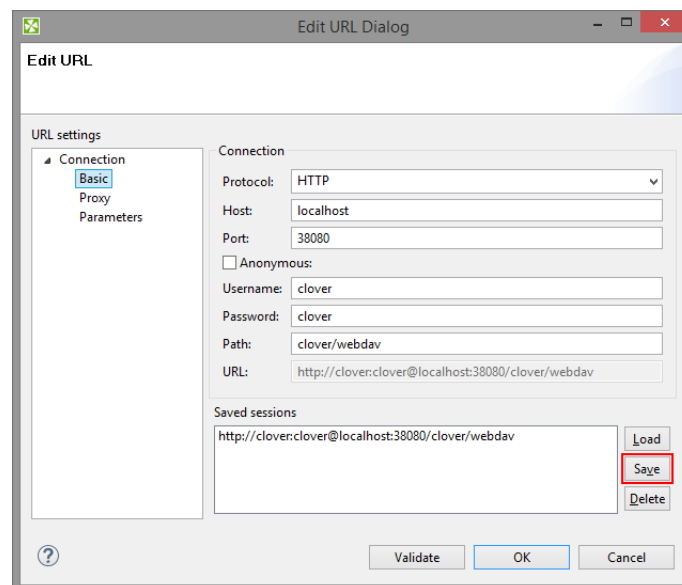 Edit URL Dialog
Edit URL
URL settings
Connection
Basic
Proxy
Parameters
Connection
Protocol: HTTP
Host: localhost
Port: 38080
Anonymous:
Username: clover
Password: clover
Path: clover/webdav
URL: http://clover:clover@localhost:38080/clover/webdav
Saved sessions
http://clover:clover@localhost:38080/clover/webdav
Load
Save
Delete
Validate OK Cancel